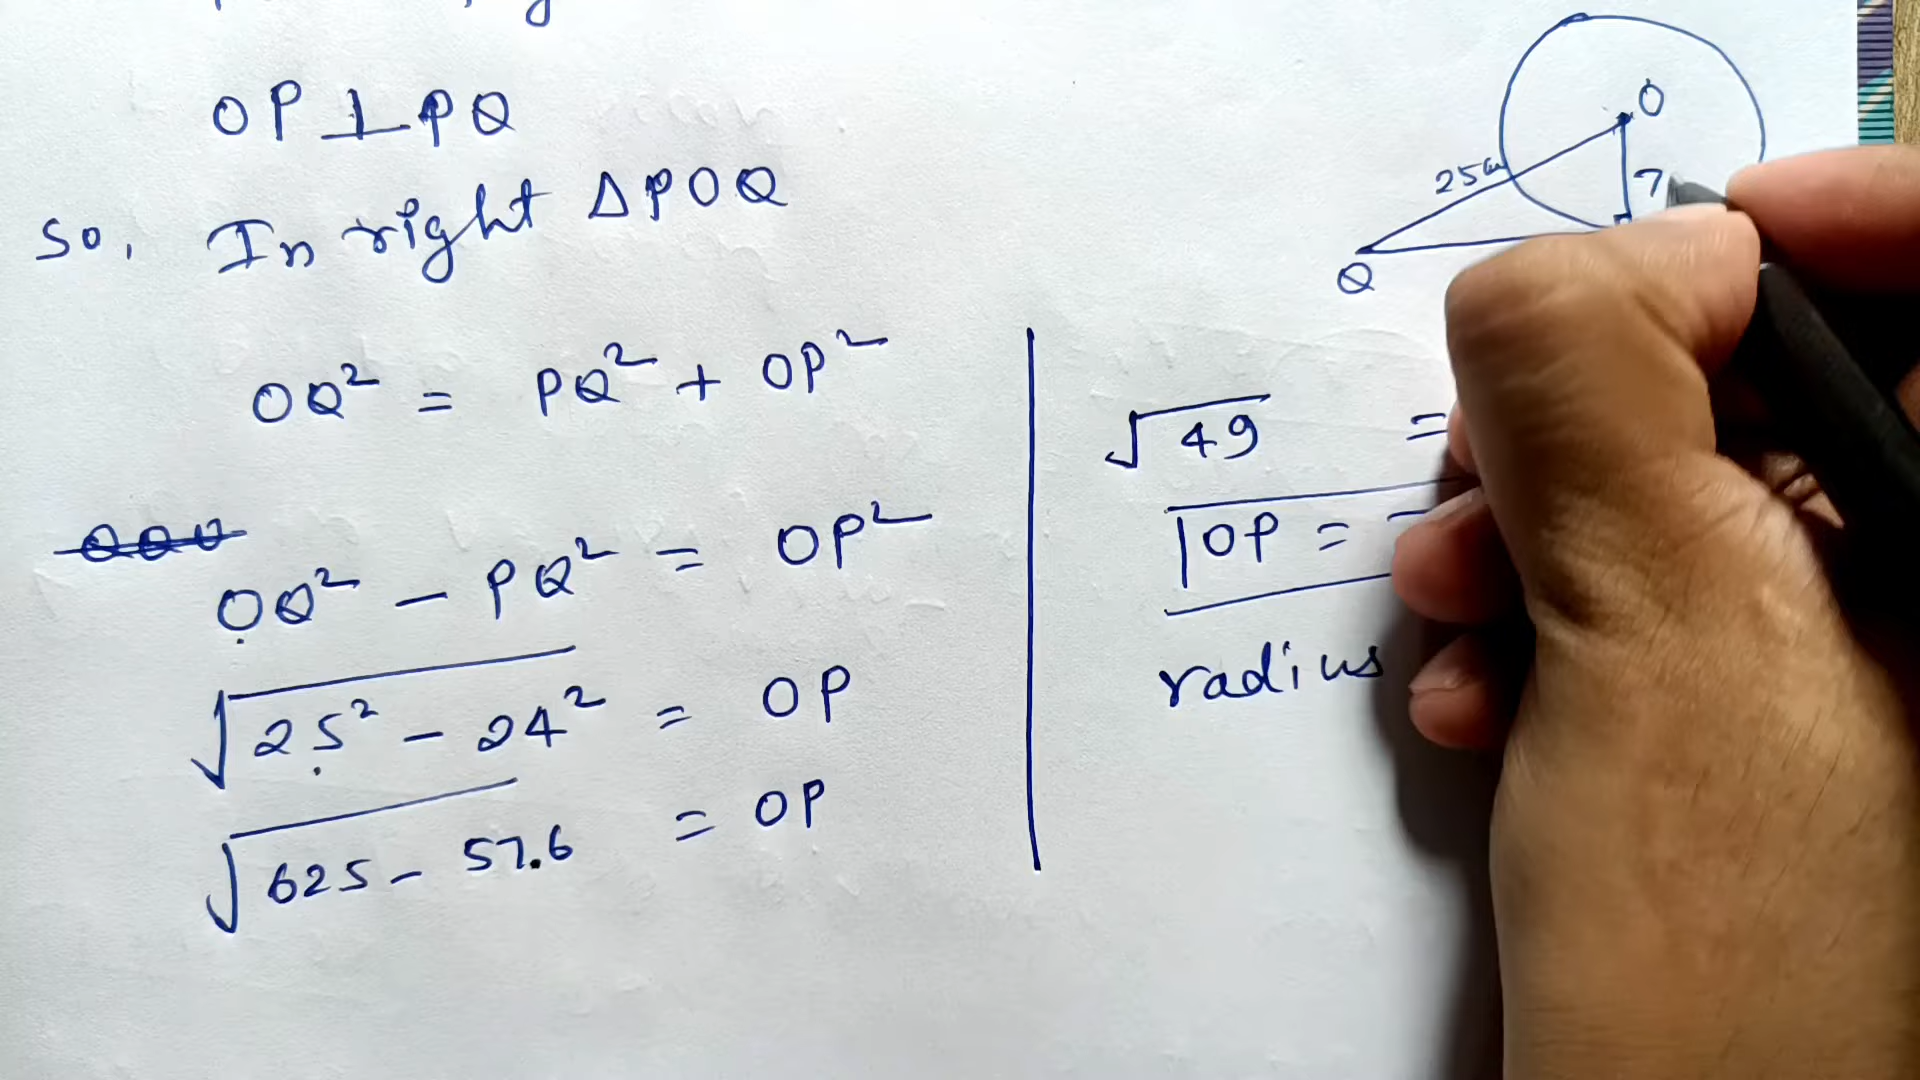 OP ⊥ PQ
So, In right ΔPOQ
OQ² = PQ² + OP²
OQ² - PQ² = OP²
√25² - 24² = OP
√625 - 57.6 = OP
√49 =
OP =
radius
O
25cm
7
Q